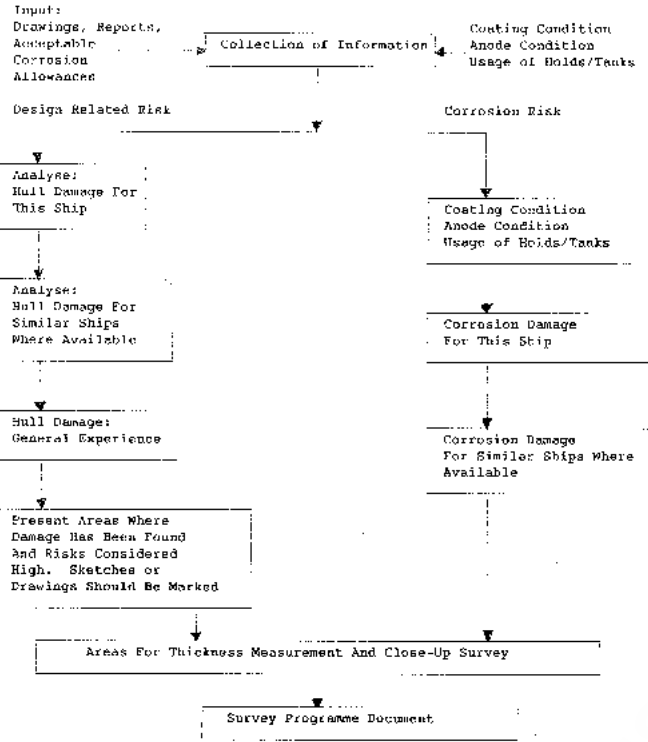 Input:
Drawings, Reports,
Acceptable
Corrosion
Allowances
Collection of Information
Coating Condition
Anode Condition
Usage of Holds/Tanks
Design Related Risk
Corrosion Risk
Analyse:
Hull Damage For
This Ship
Coating Condition
Anode Condition
Usage of Holds/Tanks
Analyse:
Hull Damage For
Similar Ships
Where Available
Corrosion Damage
For This Ship
Hull Damage:
General Experience
Corrosion Damage
For Similar Ships Where
Available
Present Areas Where
Damage Has Been Found
And Risks Considered
High. Sketches or
Drawings Should Be Marked
Areas For Thickness Measurement And Close-Up Survey
Survey Programme Document